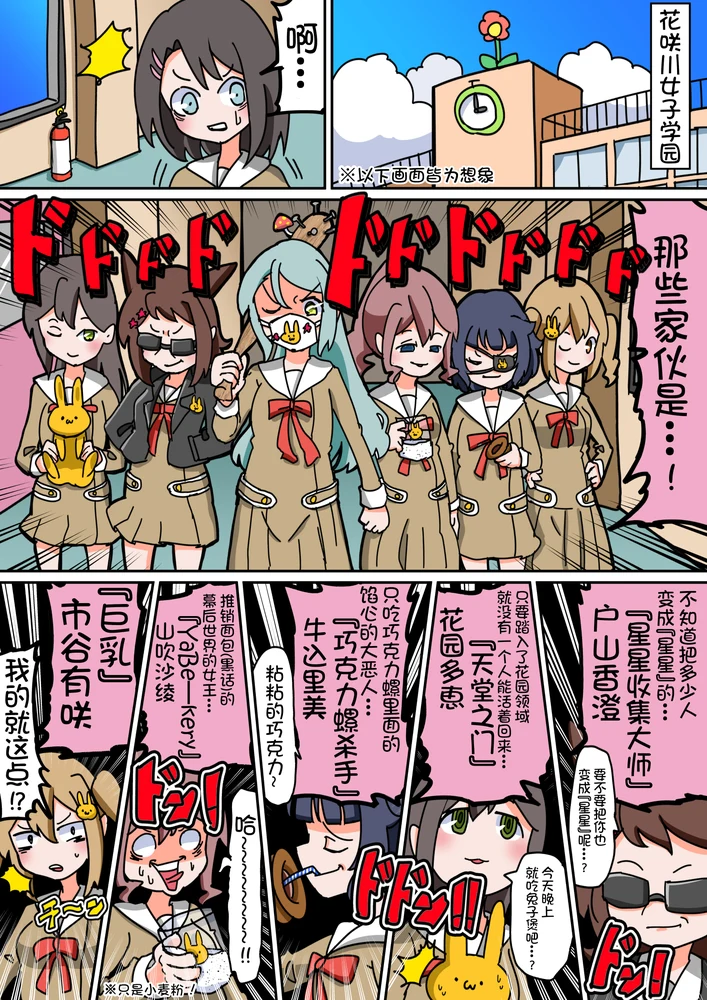 花咲川女子学园
※以下画面皆为想象
啊…
那些家伙是…!
ドドドドドドドドド
不知道把多少人
变成『星星』的…
『星星收集大师』
户山香澄
要不要把你也
变成『星星』呢…?
ドン!
只要踏入了花园领域
就没有一个人能活着回来…
『天堂之门』
花园多惠
今天晚上
就吃兔子煲吧…?
ドドン!!
只吃巧克力螺里面的
馅心的大恶人…
『巧克力螺杀手』
牛込里美
粘粘的巧克力~
推销面包(黑话)的
幕后世界的女王…
『YaBe—kery』
山吹沙绫
ドン!
哈~~~~~~~~~~!!
※只是小麦粉!
『巨乳』
市谷有咲
我的就这点!?
チ〜ン